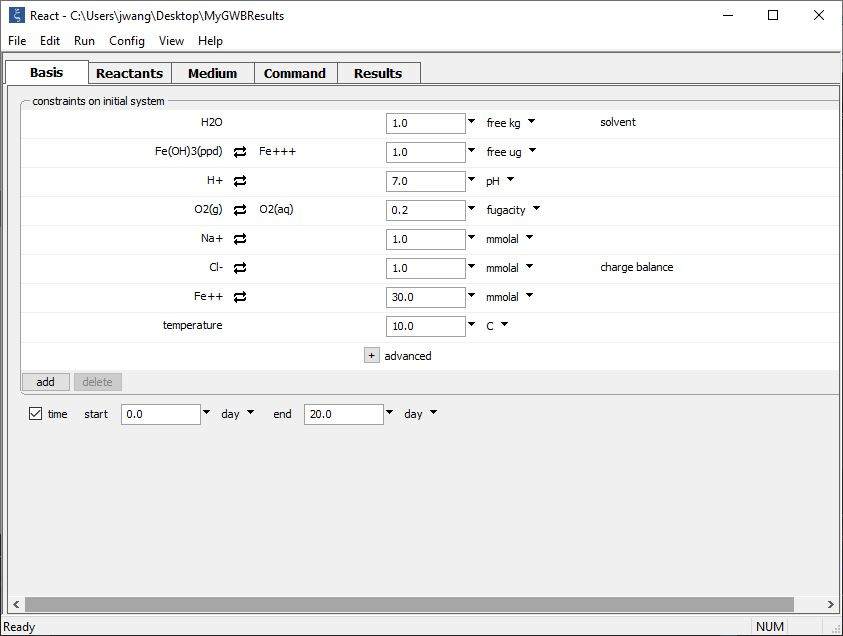 React - C:\Users\jwang\Desktop\MyGWBResults
File Edit Run Config View Help
Basis Reactants Medium Command Results
constraints on initial system
H2O 1.0 free kg solvent
Fe(OH)3(ppd) Fe+++ 1.0 free ug
H+ 7.0 pH
O2(g) O2(aq) 0.2 fugacity
Na+ 1.0 mmolal
Cl- 1.0 mmolal charge balance
Fe++ 30.0 mmolal
temperature 10.0 C
+ advanced
add delete
time start 0.0 day end 20.0 day
Ready NUM